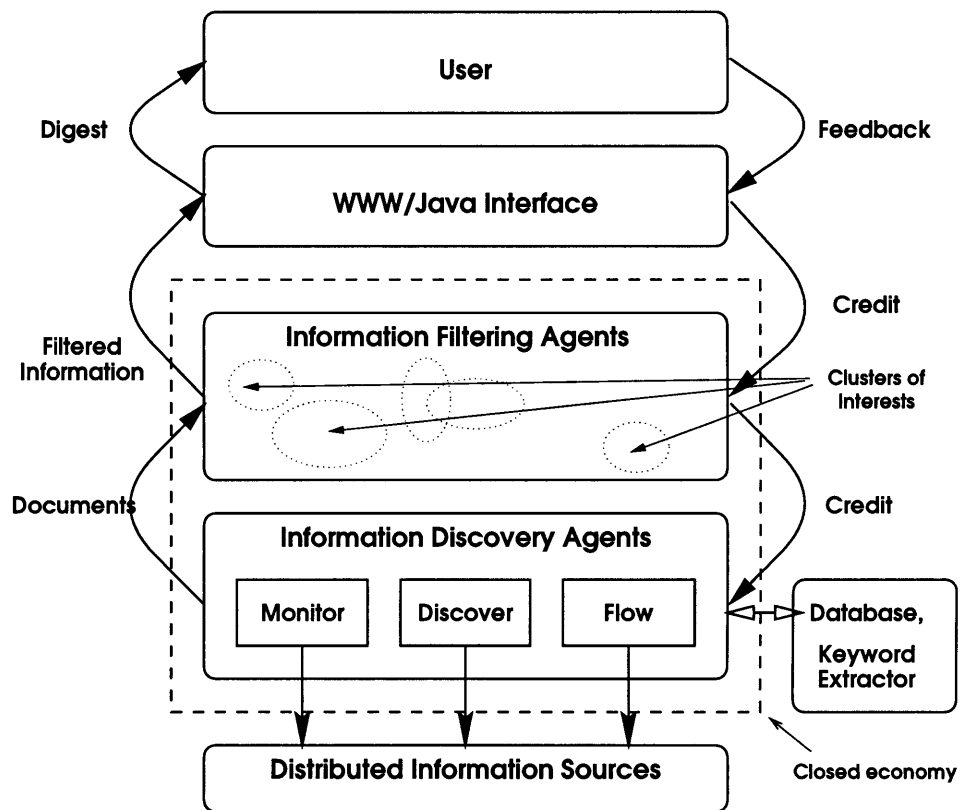 User
Digest
Feedback
WWW/Java Interface
Filtered
Information
Credit
Information Filtering Agents
Clusters of
Interests
Documents
Credit
Information Discovery Agents
Monitor
Discover
Flow
Database,
Keyword
Extractor
Distributed Information Sources
Closed economy